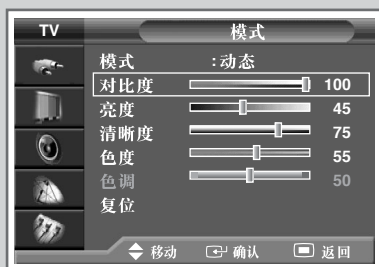 TV 模式
模式 :动态
对比度 100
亮度 45
清晰度 75
色度 55
色调 50
复位
移动 确认 返回